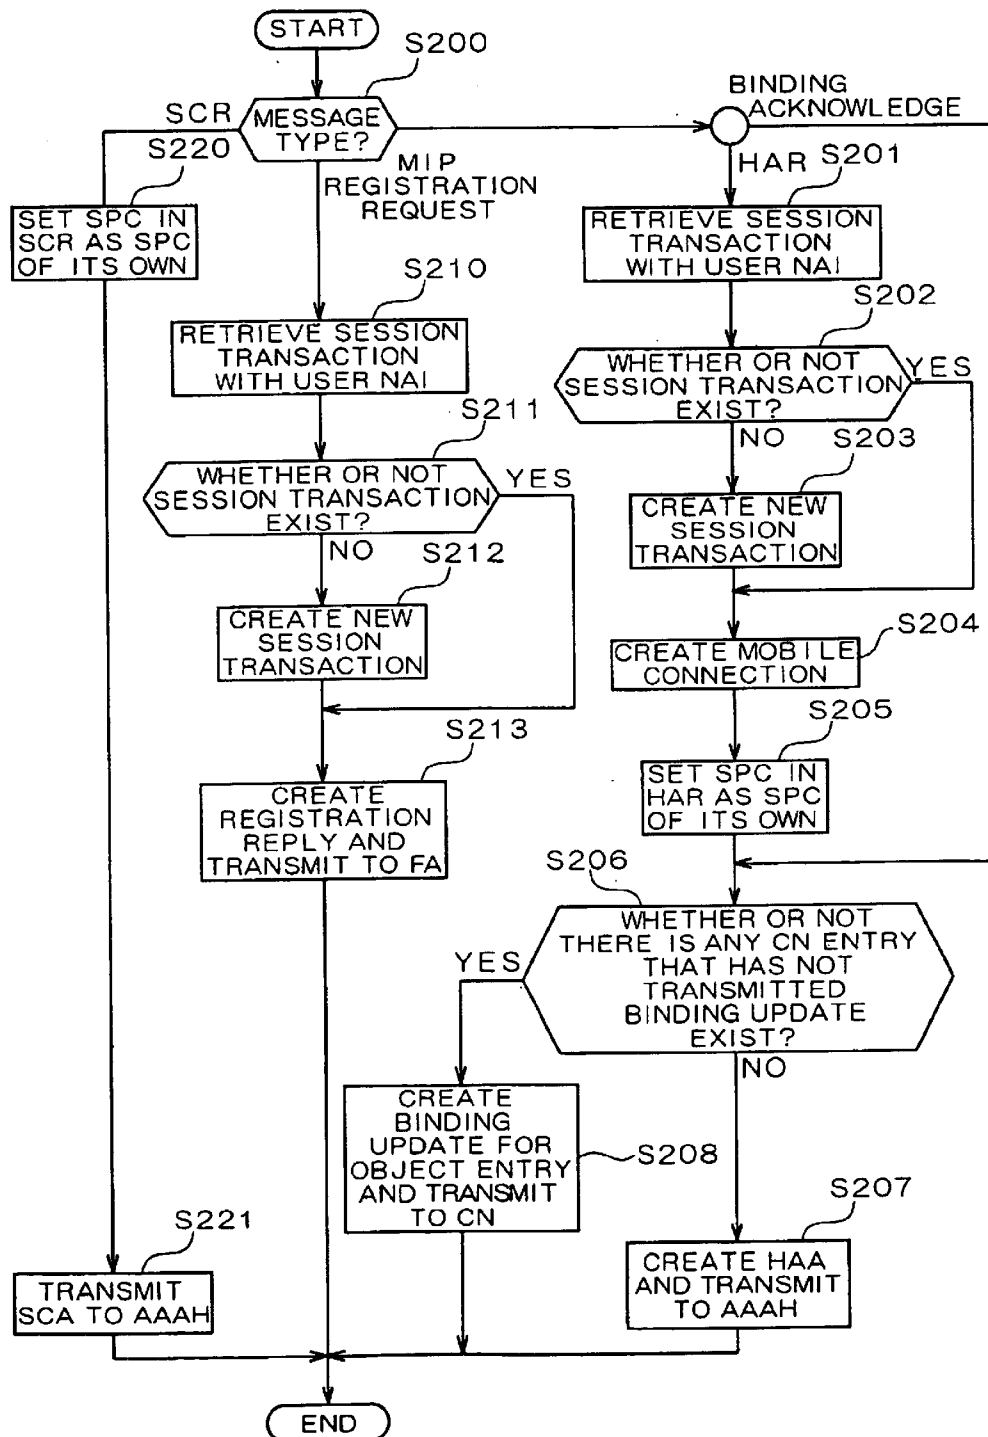 START
S200
MESSAGE
TYPE?
SCR
BINDING
ACKNOWLEDGE
S220
SET SPC IN
SCR AS SPC
OF ITS OWN
MIP
REGISTRATION
REQUEST
HAR
S201
RETRIEVE SESSION
TRANSACTION
WITH USER NAI
S210
RETRIEVE SESSION
TRANSACTION
WITH USER NAI
S202
WHETHER OR NOT
SESSION TRANSACTION
EXIST?
YES
NO
S211
WHETHER OR NOT
SESSION TRANSACTION
EXIST?
YES
NO
S203
CREATE NEW
SESSION
TRANSACTION
S212
CREATE NEW
SESSION
TRANSACTION
S204
CREATE MOBILE
CONNECTION
S205
SET SPC IN
HAR AS SPC
OF ITS OWN
S213
CREATE
REGISTRATION
REPLY AND
TRANSMIT TO FA
S206
WHETHER OR NOT
THERE IS ANY CN ENTRY
THAT HAS NOT
TRANSMITTED
BINDING UPDATE
EXIST?
YES
NO
CREATE
BINDING
UPDATE FOR
OBJECT ENTRY
AND TRANSMIT
TO CN
S208
S207
CREATE HAA
AND TRANSMIT
TO AAAH
S221
TRANSMIT
SCA TO AAAH
END